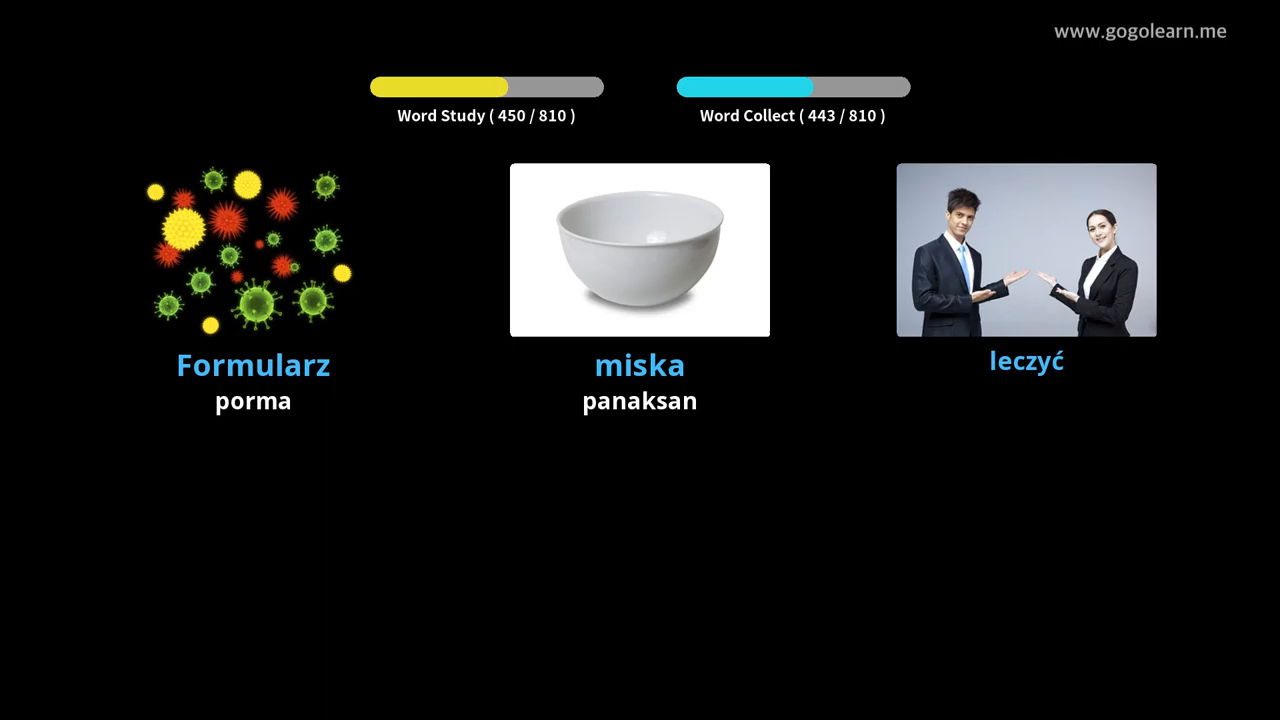 www.gogolearn.me
Word Study ( 450 / 810 )
Word Collect ( 443 / 810 )
Formularz
porma
miska
panaksan
leczyć